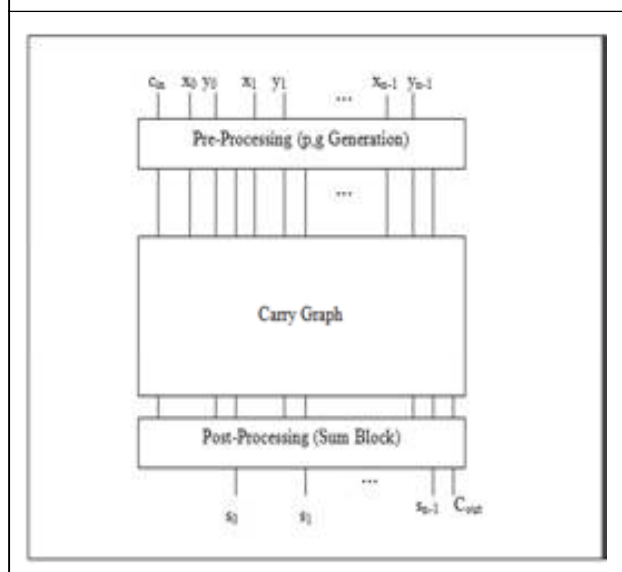 cin x0 y0 x1 y1 ... xn-1 yn-1
Pre-Processing (p,g Generation)
...
Carry Graph
Post-Processing (Sum Block)
...
s0 s1 sn-1 Cout